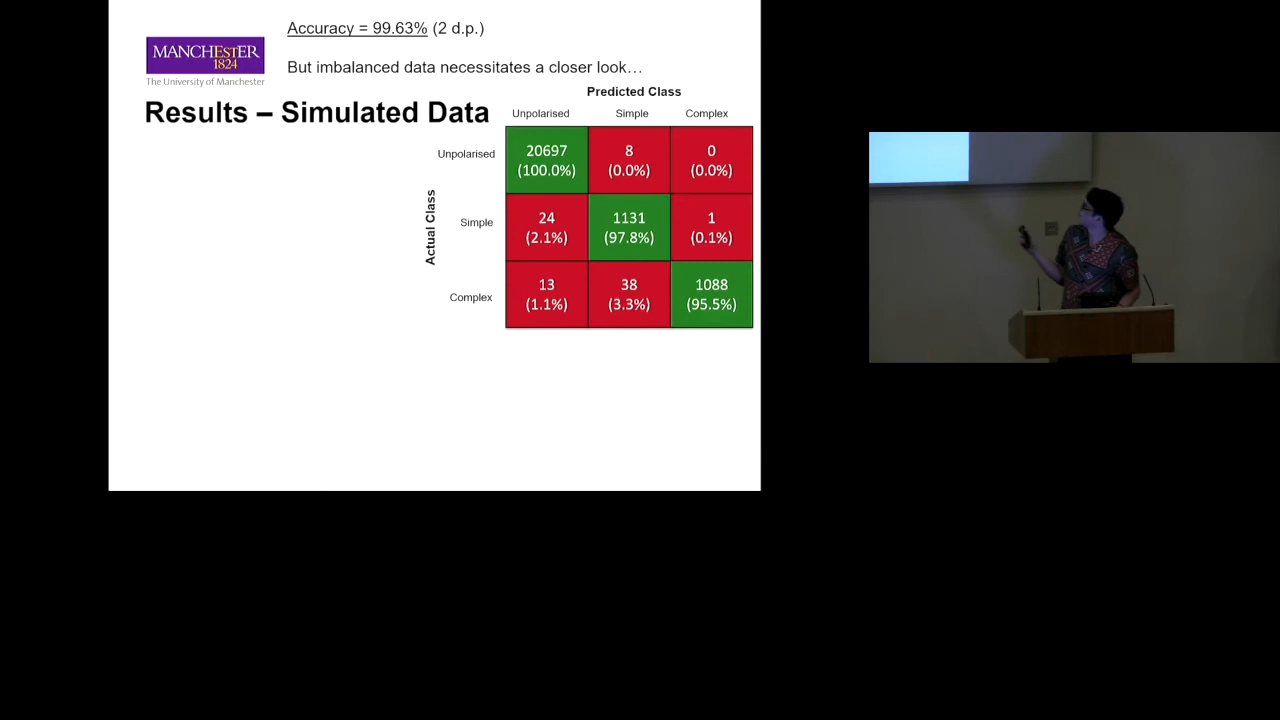 Accuracy = 99.63% (2 d.p.)
MANCHESTER
1824
But imbalanced data necessitates a closer look…
The University of Manchester
Results – Simulated Data
Predicted Class
Unpolarised Simple Complex
Actual Class
Unpolarised 20697 (100.0%) 8 (0.0%) 0 (0.0%)
Simple 24 (2.1%) 1131 (97.8%) 1 (0.1%)
Complex 13 (1.1%) 38 (3.3%) 1088 (95.5%)